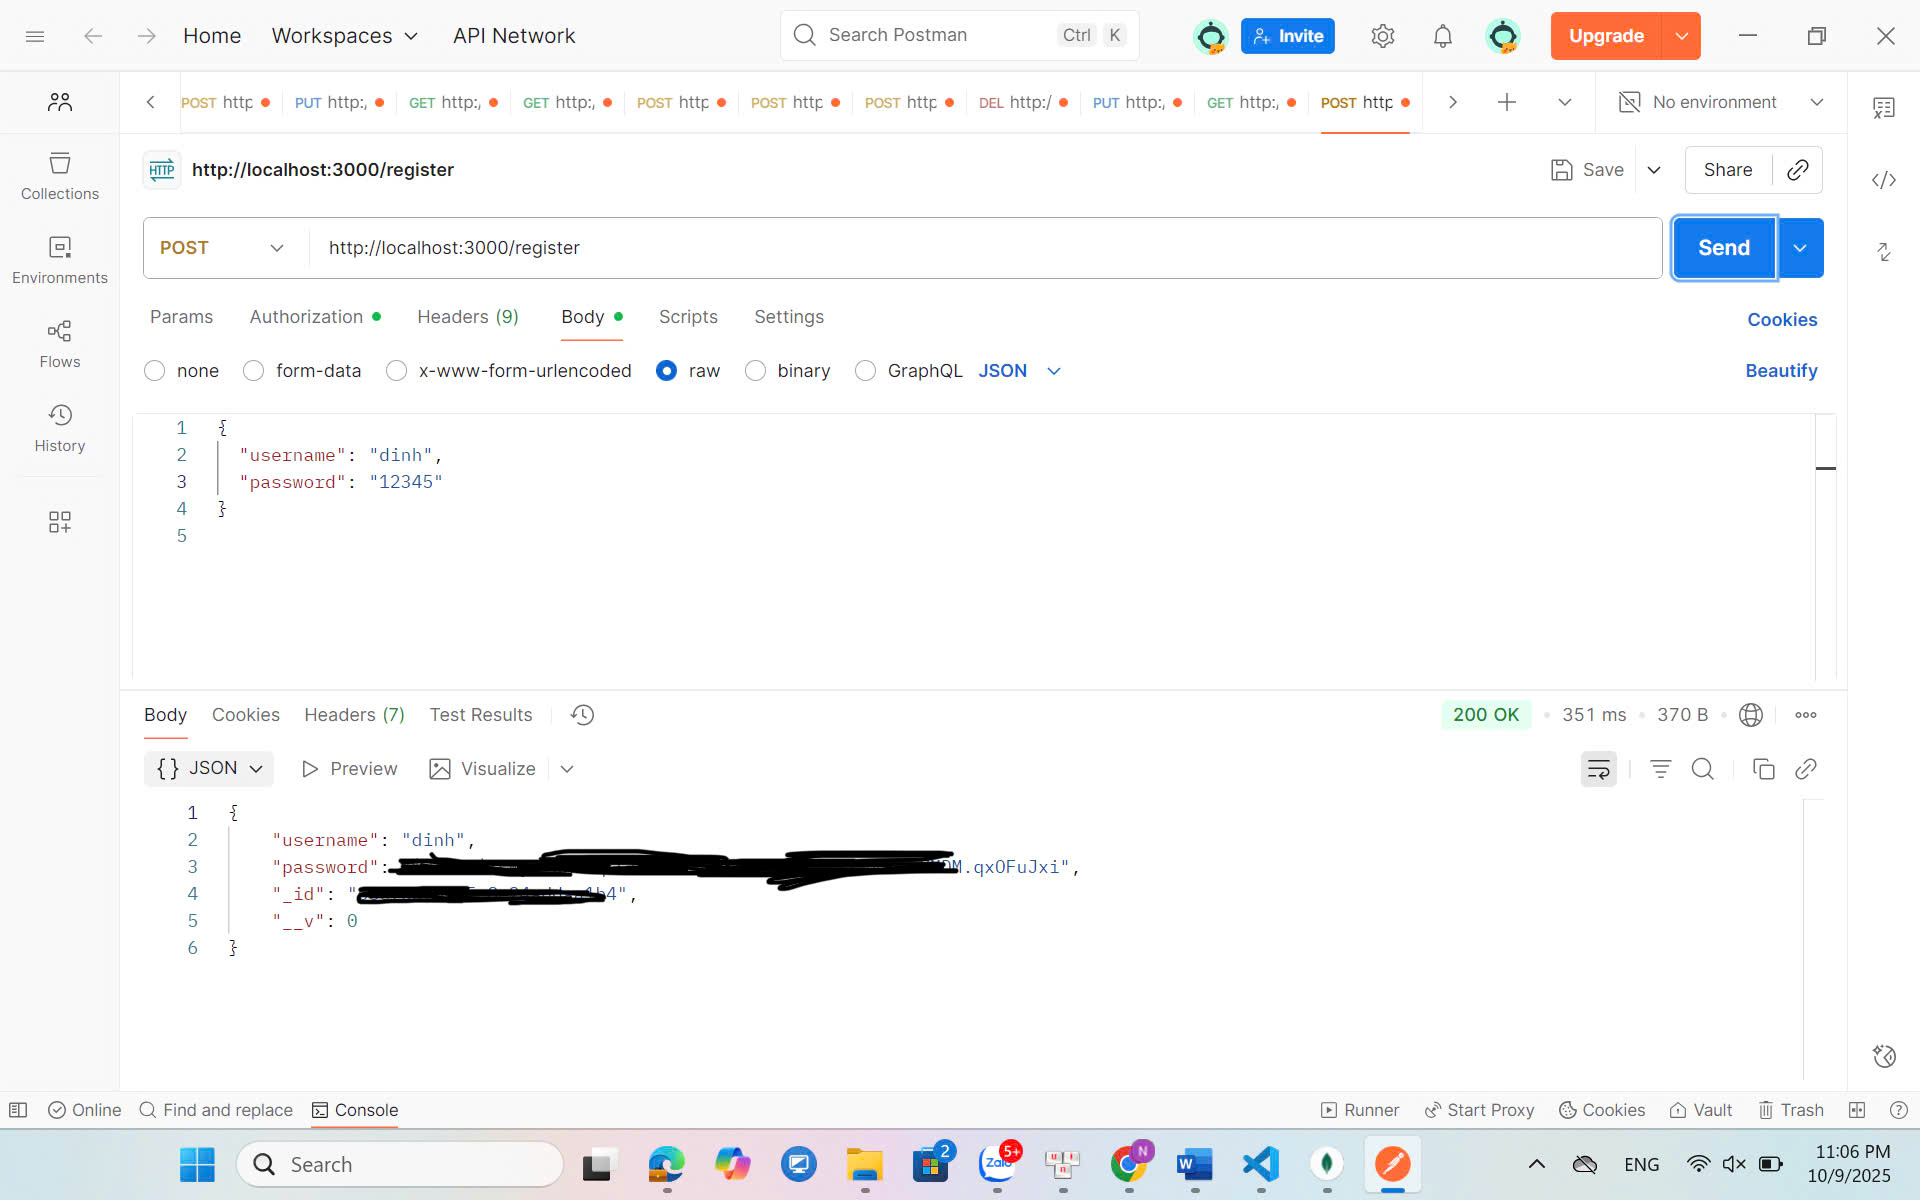 Home Workspaces API Network Search Postman Ctrl K Invite Upgrade
POST http PUT http:/ GET http:/ GET http:/ POST http POST http POST http DEL http:/ PUT http:/ GET http:/ POST http No environment
HTTP http://localhost:3000/register Save Share
Collections
POST http://localhost:3000/register Send
Environments
Params Authorization Headers (9) Body Scripts Settings Cookies
Flows
none form-data x-www-form-urlencoded raw binary GraphQL JSON Beautify
History
1 {
2 "username": "dinh",
3 "password": "12345"
4 }
5
Body Cookies Headers (7) Test Results 200 OK 351 ms 370 B
{} JSON Preview Visualize
1 {
2 "username": "dinh",
3 "password": M.qxOFuJxi",
4 "_id": " 4",
5 "__v": 0
6 }
Online Find and replace Console Runner Start Proxy Cookies Vault Trash
Search 2 Zalo 5+ N W ENG 11:06 PM
10/9/2025